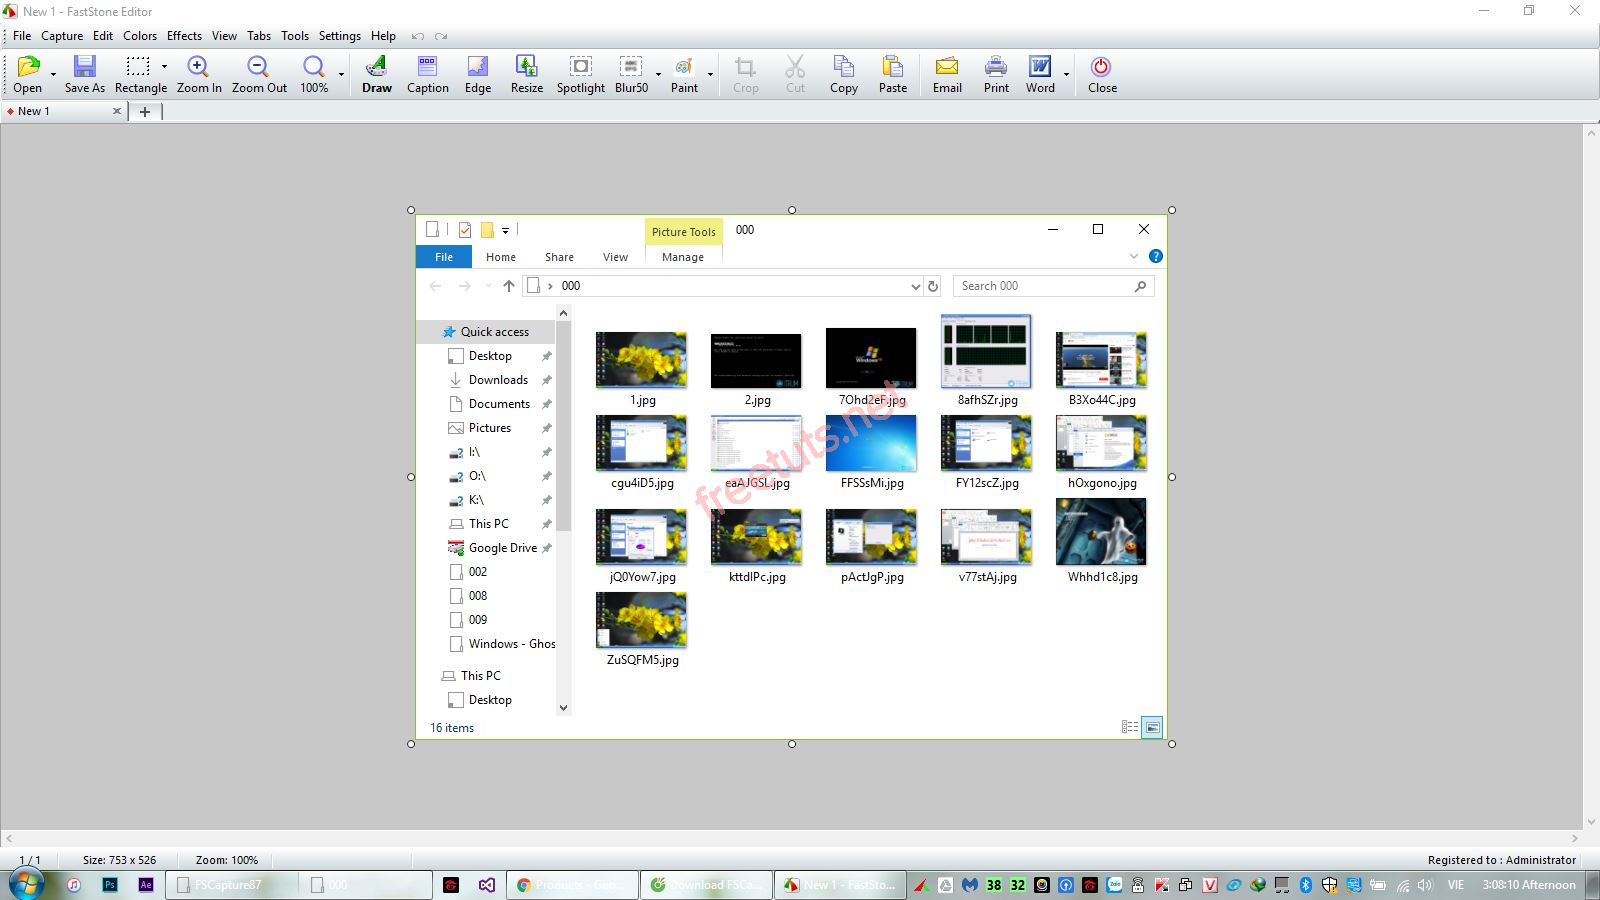 New 1 - FastStone Editor
File Capture Edit Colors Effects View Tabs Tools Settings Help
Open Save As Rectangle Zoom In Zoom Out 100% Draw Caption Edge Resize Spotlight Blur50 Paint Crop Cut Copy Paste Email Print Word Close
New 1
Picture Tools 000
File Home Share View Manage
000 Search 000
Quick access
Desktop
Downloads
Documents
Pictures
I:\
O:\
K:\
This PC
Google Drive
002
008
009
Windows - Ghos
This PC
Desktop
1.jpg 2.jpg 7Ohd2eF.jpg 8afhSZr.jpg B3Xo44C.jpg
cgu4iD5.jpg eaAJGSL.jpg FFSSsMi.jpg FY12scZ.jpg hOxgono.jpg
jQ0Yow7.jpg kttdIPc.jpg pActJgP.jpg v77stAj.jpg Whhd1c8.jpg
ZuSQFM5.jpg
freetuts.net
16 items
1 / 1 Size: 753 x 526 Zoom: 100% Registered to : Administrator
Ps Ae FSCapture87 000 Products - Goo... Download FSCa... New 1 - FastSto... 38 32 Zalo VIE 3:08:10 Afternoon